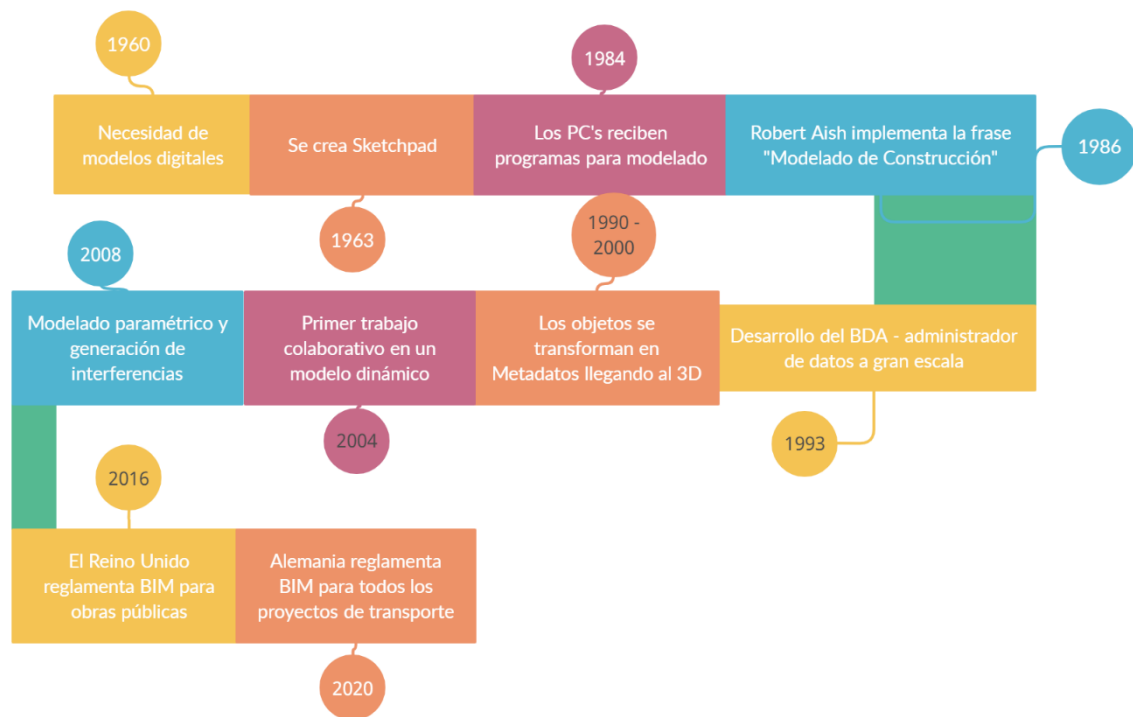 1960
Necesidad de
modelos digitales
Se crea Sketchpad
1963
1984
Los PC's reciben
programas para modelado
Robert Aish implementa la frase
"Modelado de Construcción"
1986
Desarrollo del BDA - administrador
de datos a gran escala
1993
1990 -
2000
Los objetos se
transforman en
Metadatos llegando al 3D
Primer trabajo
colaborativo en un
modelo dinámico
2004
2008
Modelado paramétrico y
generación de
interferencias
2016
El Reino Unido
reglamenta BIM para
obras públicas
Alemania reglamenta
BIM para todos los
proyectos de transporte
2020